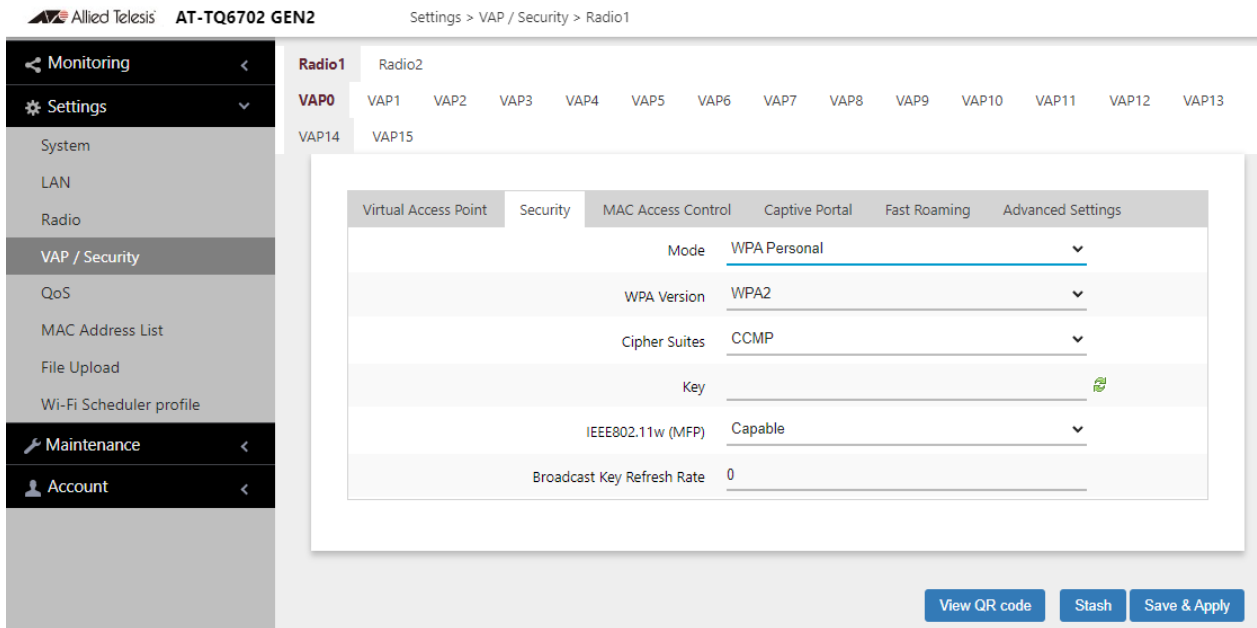 Allied Telesis AT-TQ6702 GEN2 Settings > VAP / Security > Radio1
Monitoring
Settings
System
LAN
Radio
VAP / Security
QoS
MAC Address List
File Upload
Wi-Fi Scheduler profile
Maintenance
Account
Radio1 Radio2
VAP0 VAP1 VAP2 VAP3 VAP4 VAP5 VAP6 VAP7 VAP8 VAP9 VAP10 VAP11 VAP12 VAP13
VAP14 VAP15
Virtual Access Point Security MAC Access Control Captive Portal Fast Roaming Advanced Settings
Mode WPA Personal
WPA Version WPA2
Cipher Suites CCMP
Key
IEEE802.11w (MFP) Capable
Broadcast Key Refresh Rate 0
View QR code Stash Save & Apply